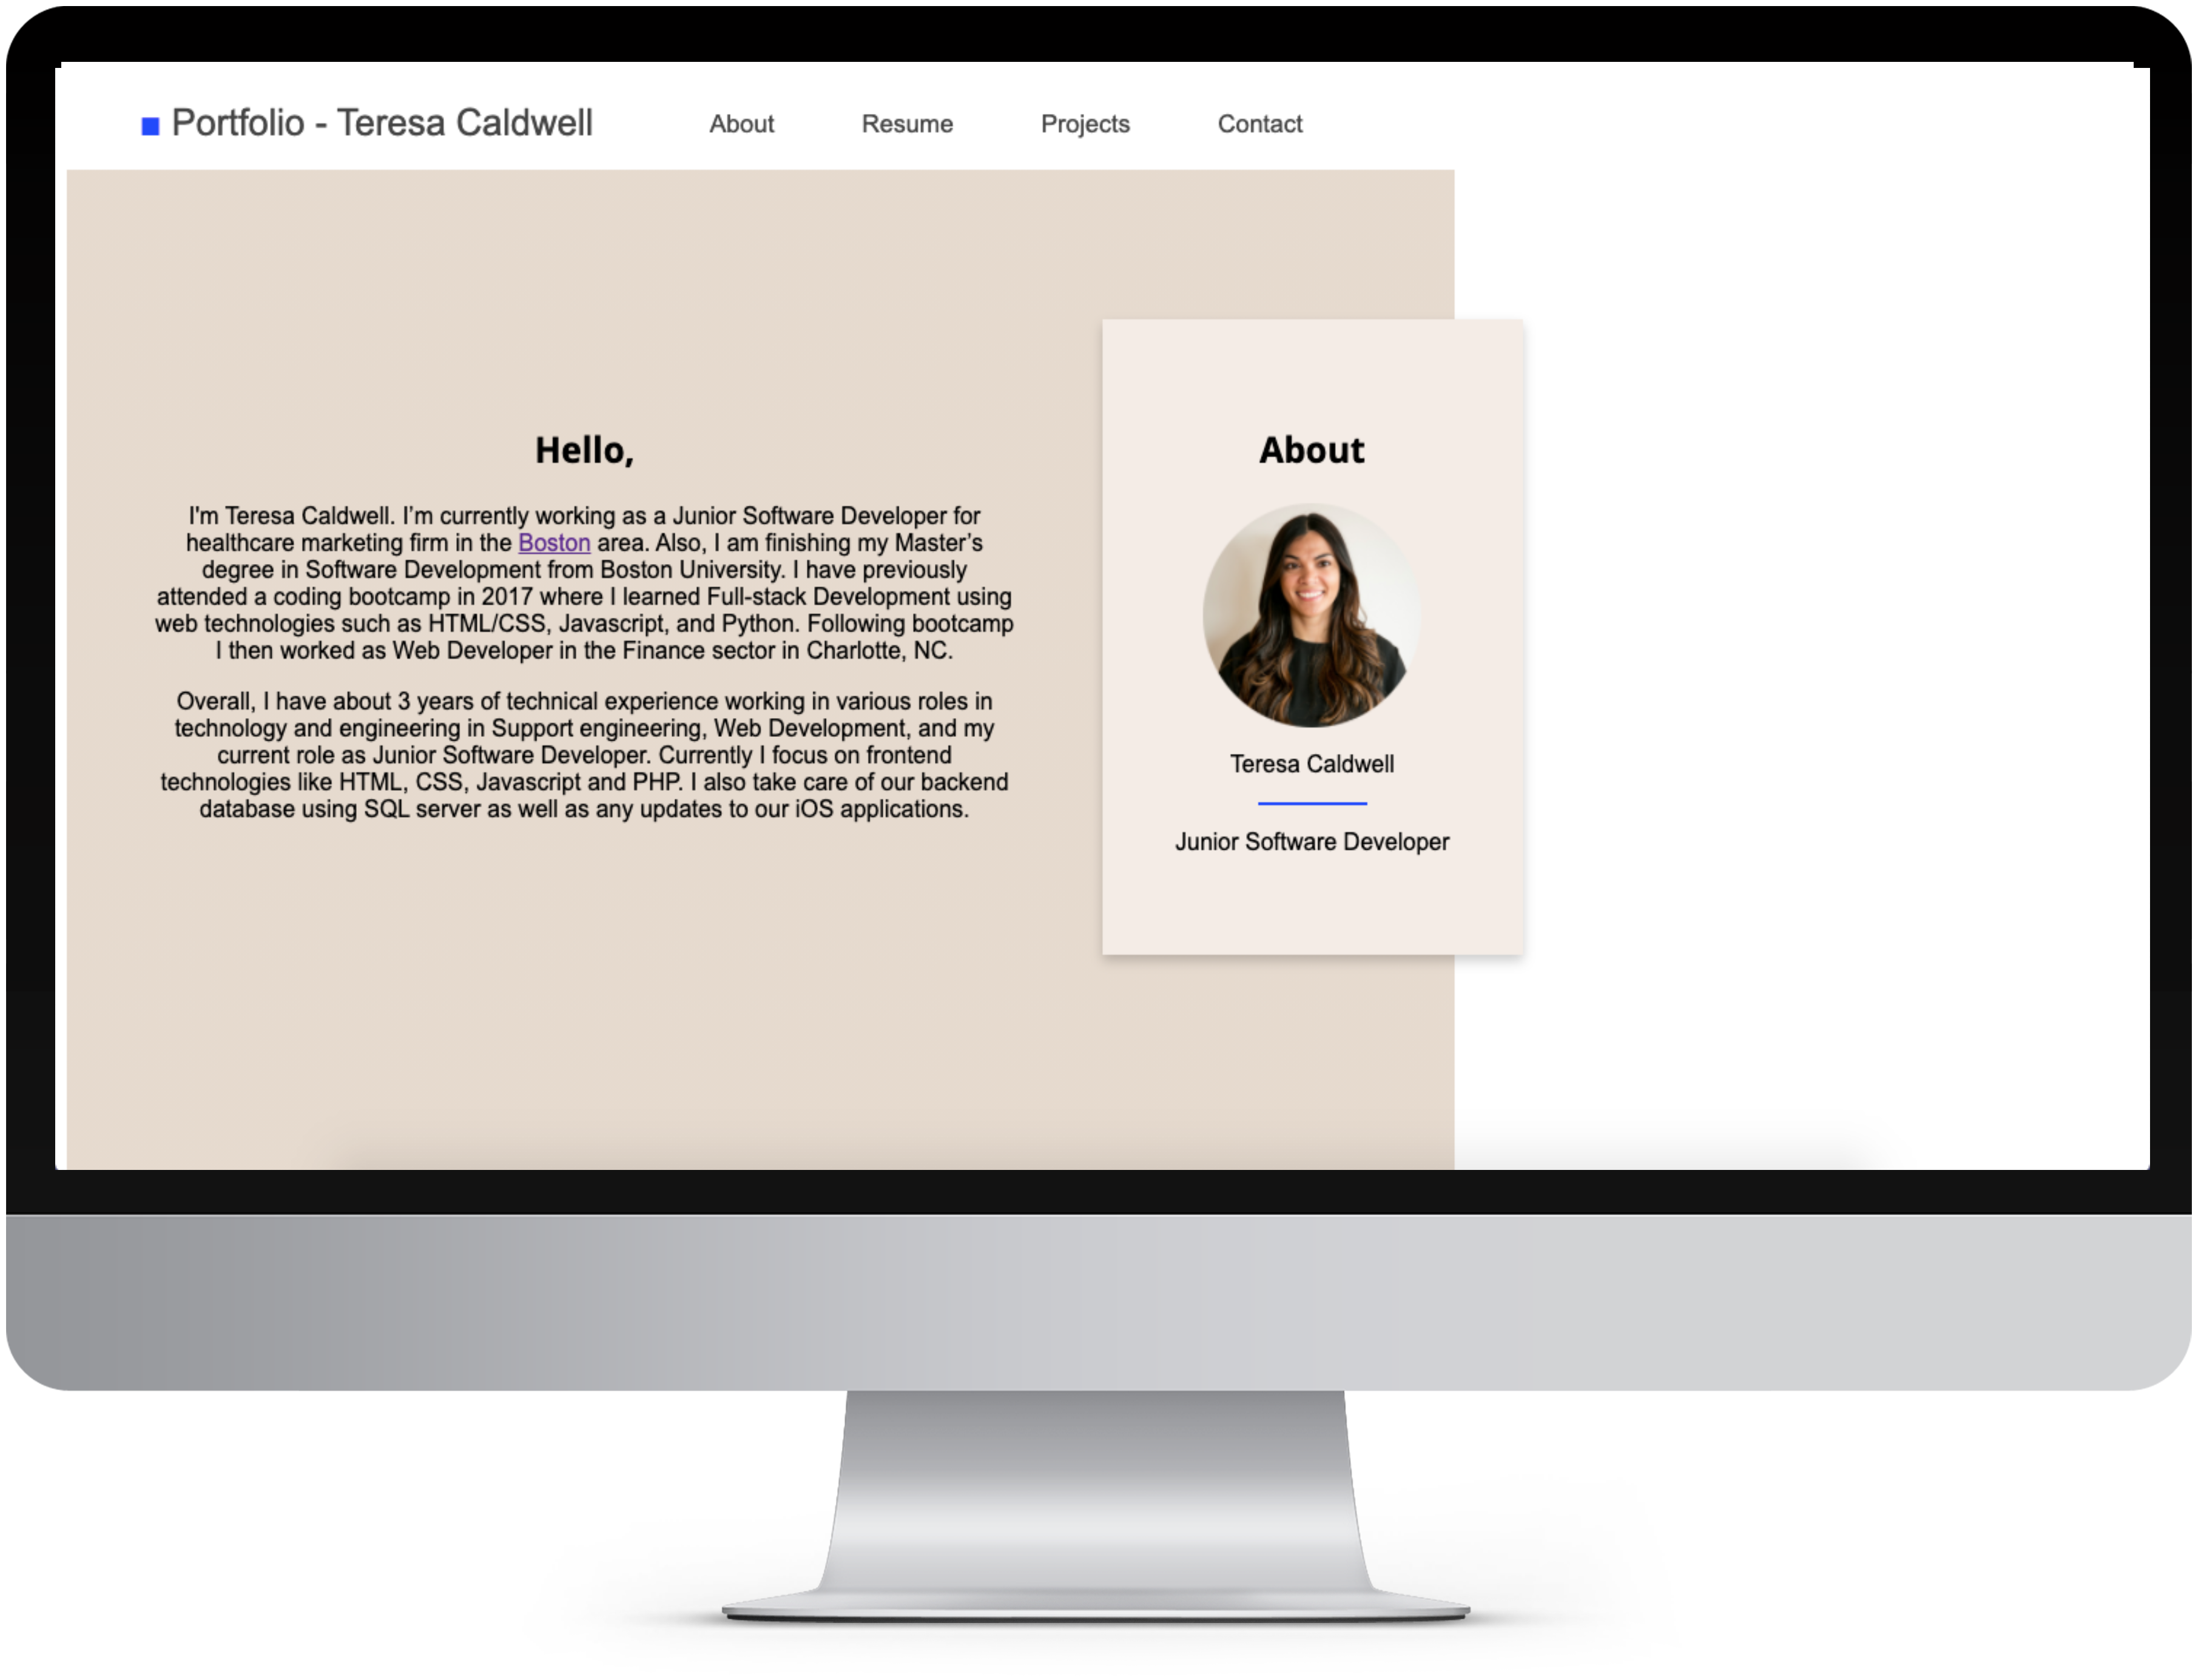 Portfolio - Teresa Caldwell
About
Resume
Projects
Contact
Hello,
I'm Teresa Caldwell. I’m currently working as a Junior Software Developer for
healthcare marketing firm in the Boston area. Also, I am finishing my Master’s
degree in Software Development from Boston University. I have previously
attended a coding bootcamp in 2017 where I learned Full-stack Development using
web technologies such as HTML/CSS, Javascript, and Python. Following bootcamp
I then worked as Web Developer in the Finance sector in Charlotte, NC.
Overall, I have about 3 years of technical experience working in various roles in
technology and engineering in Support engineering, Web Development, and my
current role as Junior Software Developer. Currently I focus on frontend
technologies like HTML, CSS, Javascript and PHP. I also take care of our backend
database using SQL server as well as any updates to our iOS applications.
About
Teresa Caldwell
Junior Software Developer